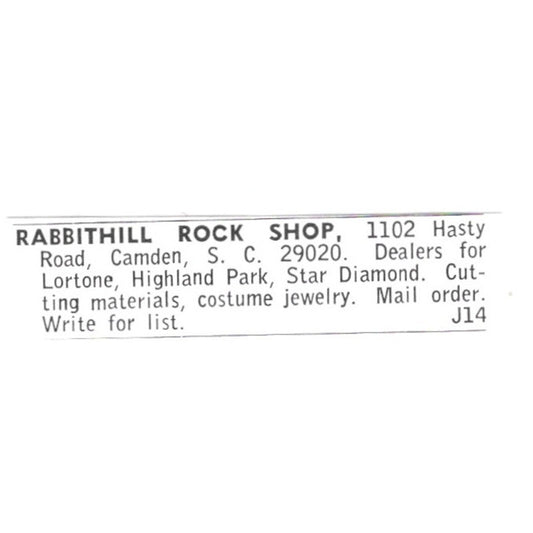 RABBITHILL ROCK SHOP, 1102 Hasty
Road, Camden, S. C. 29020. Dealers for
Lortone, Highland Park, Star Diamond. Cut-
ting materials, costume jewelry. Mail order.
Write for list. J14